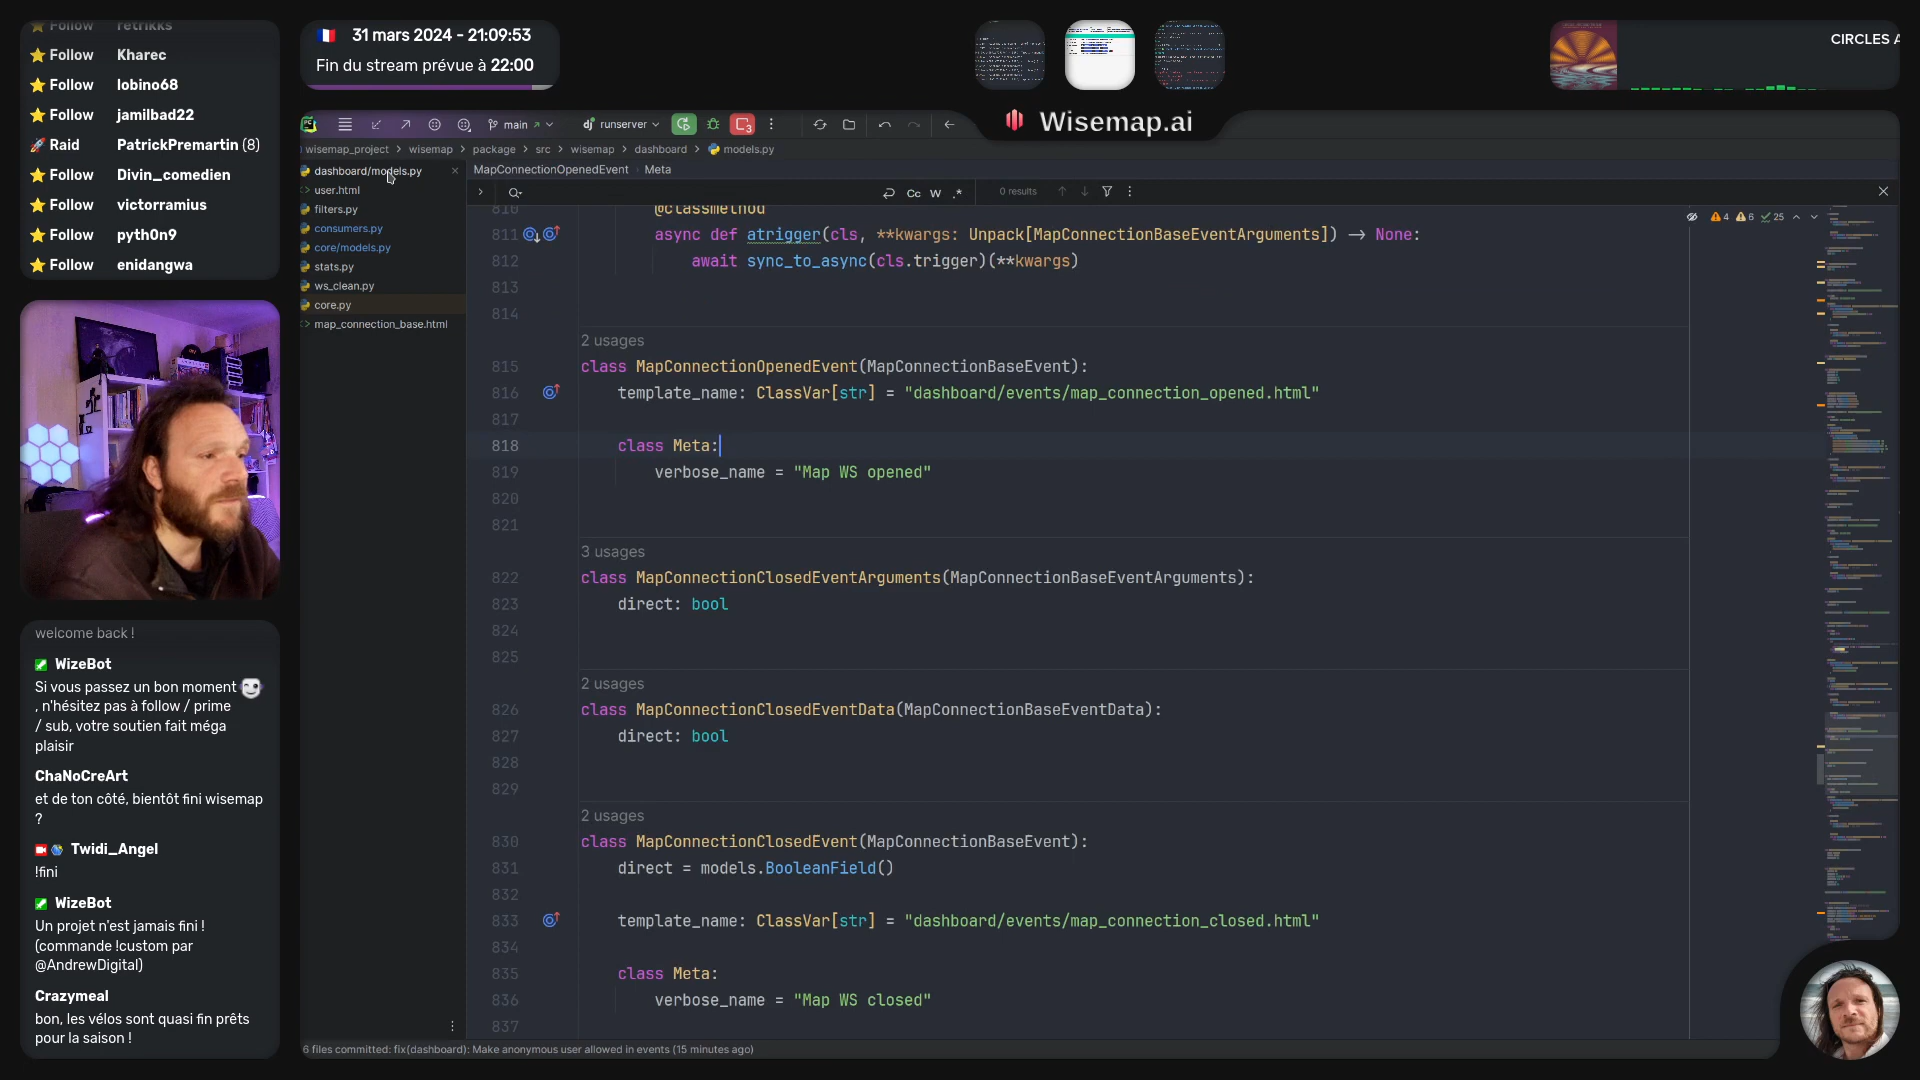 Follow retrikks
Follow Kharec
Follow lobino68
Follow jamilbad22
Raid PatrickPremartin (8)
Follow Divin_comedien
Follow victorramius
Follow pyth0n9
Follow enidangwa
31 mars 2024 - 21:09:53
Fin du stream prévue à 22:00
CIRCLES A
Wisemap.ai
main
dj runserver
3
wisemap_project › wisemap › package › src › wisemap › dashboard › models.py
dashboard/models.py
user.html
filters.py
consumers.py
core/models.py
stats.py
ws_clean.py
core.py
map_connection_base.html
MapConnectionOpenedEvent › Meta
Cc W .*
0 results
4 6 25
810 @classmethod
811 async def atrigger(cls, **kwargs: Unpack[MapConnectionBaseEventArguments]) -> None:
812 await sync_to_async(cls.trigger)(**kwargs)
813
814
2 usages
815 class MapConnectionOpenedEvent(MapConnectionBaseEvent):
816 template_name: ClassVar[str] = "dashboard/events/map_connection_opened.html"
817
818 class Meta:
819 verbose_name = "Map WS opened"
820
821
3 usages
822 class MapConnectionClosedEventArguments(MapConnectionBaseEventArguments):
823 direct: bool
824
825
2 usages
826 class MapConnectionClosedEventData(MapConnectionBaseEventData):
827 direct: bool
828
829
2 usages
830 class MapConnectionClosedEvent(MapConnectionBaseEvent):
831 direct = models.BooleanField()
832
833 template_name: ClassVar[str] = "dashboard/events/map_connection_closed.html"
834
835 class Meta:
836 verbose_name = "Map WS closed"
837
6 files committed: fix(dashboard): Make anonymous user allowed in events (15 minutes ago)
welcome back !
WizeBot
Si vous passez un bon moment
, n'hésitez pas à follow / prime
/ sub, votre soutien fait méga
plaisir
ChaNoCreArt
et de ton côté, bientôt fini wisemap
?
Twidi_Angel
!fini
WizeBot
Un projet n'est jamais fini !
(commande !custom par
@AndrewDigital)
Crazymeal
bon, les vélos sont quasi fin prêts
pour la saison !